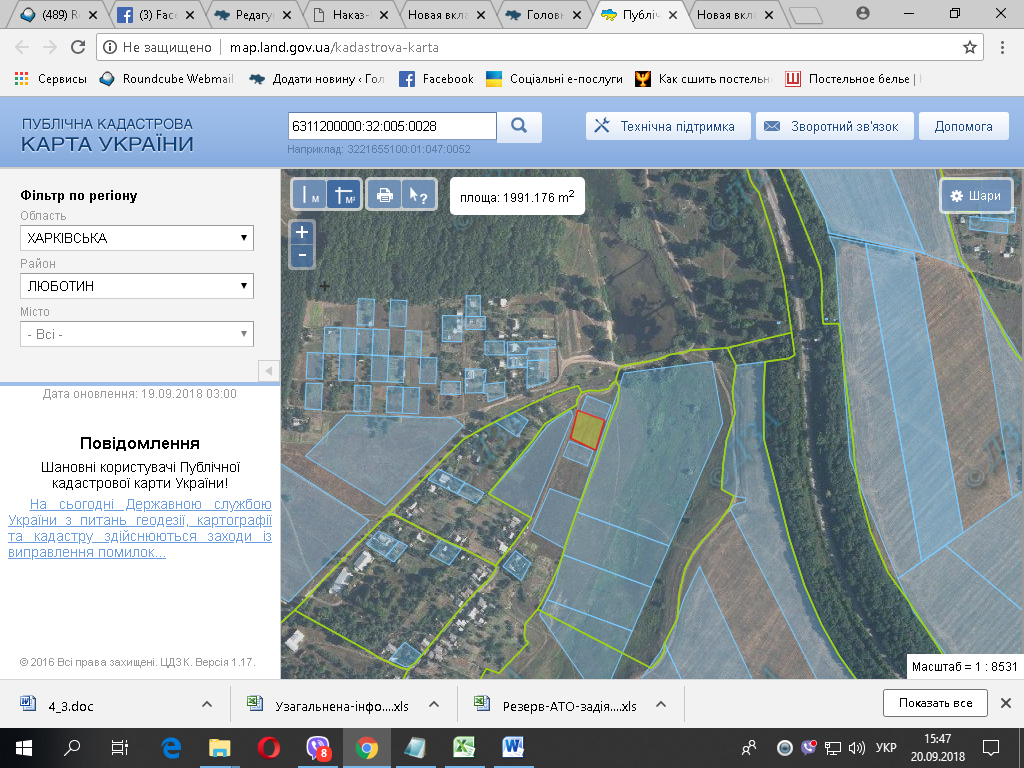 (489) R
(3) Face
Редагу
Наказ-
Новая вкл
Головн
Публіч
Новая вкл
Не защищено
map.land.gov.ua/kadastrova-karta
Сервисы
Roundcube Webmail
Додати новину ‹ Гол
Facebook
Соціальні е-послуги
Как сшить постельн
Постельное белье |
ПУБЛІЧНА КАДАСТРОВА
КАРТА УКРАЇНИ
6311200000:32:005:0028
Наприклад: 3221655100:01:047:0052
Технічна підтримка
Зворотний зв'язок
Допомога
Фільтр по регіону
Область
ХАРКІВСЬКА
Район
ЛЮБОТИН
Місто
- Всі -
м
м²
площа: 1991.176 m²
Шари
+
-
Дата оновлення: 19.09.2018 03:00
Повідомлення
Шановні користувачі Публічної
кадастрової карти України!
На сьогодні Державною службою
України з питань геодезії, картографії
та кадастру здійснюються заходи із
виправлення помилок...
© 2016 Всі права захищені. ЦДЗК. Версія 1.17.
Масштаб = 1 : 8531
4_3.doc
Узагальнена-інфо....xls
Резерв-АТО-задія....xls
Показать все
8
УКР
15:47
20.09.2018